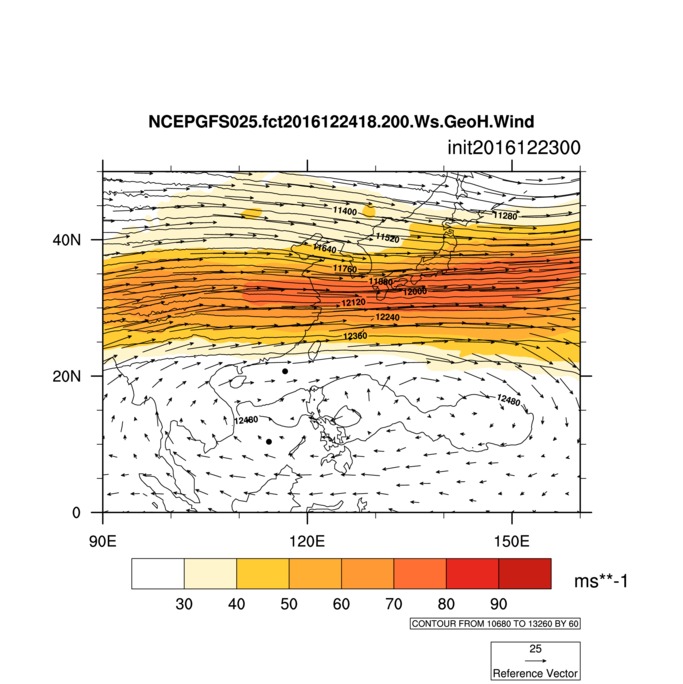 NCEPGFS025.fct2016122418.200.Ws.GeoH.Wind
init2016122300
11400
11280
11520
40N
11640
11760
11880
12000
12120
12240
12360
20N
12480
12480
0
90E 120E 150E
30 40 50 60 70 80 90
ms**-1
CONTOUR FROM 10680 TO 13260 BY 60
25
Reference Vector